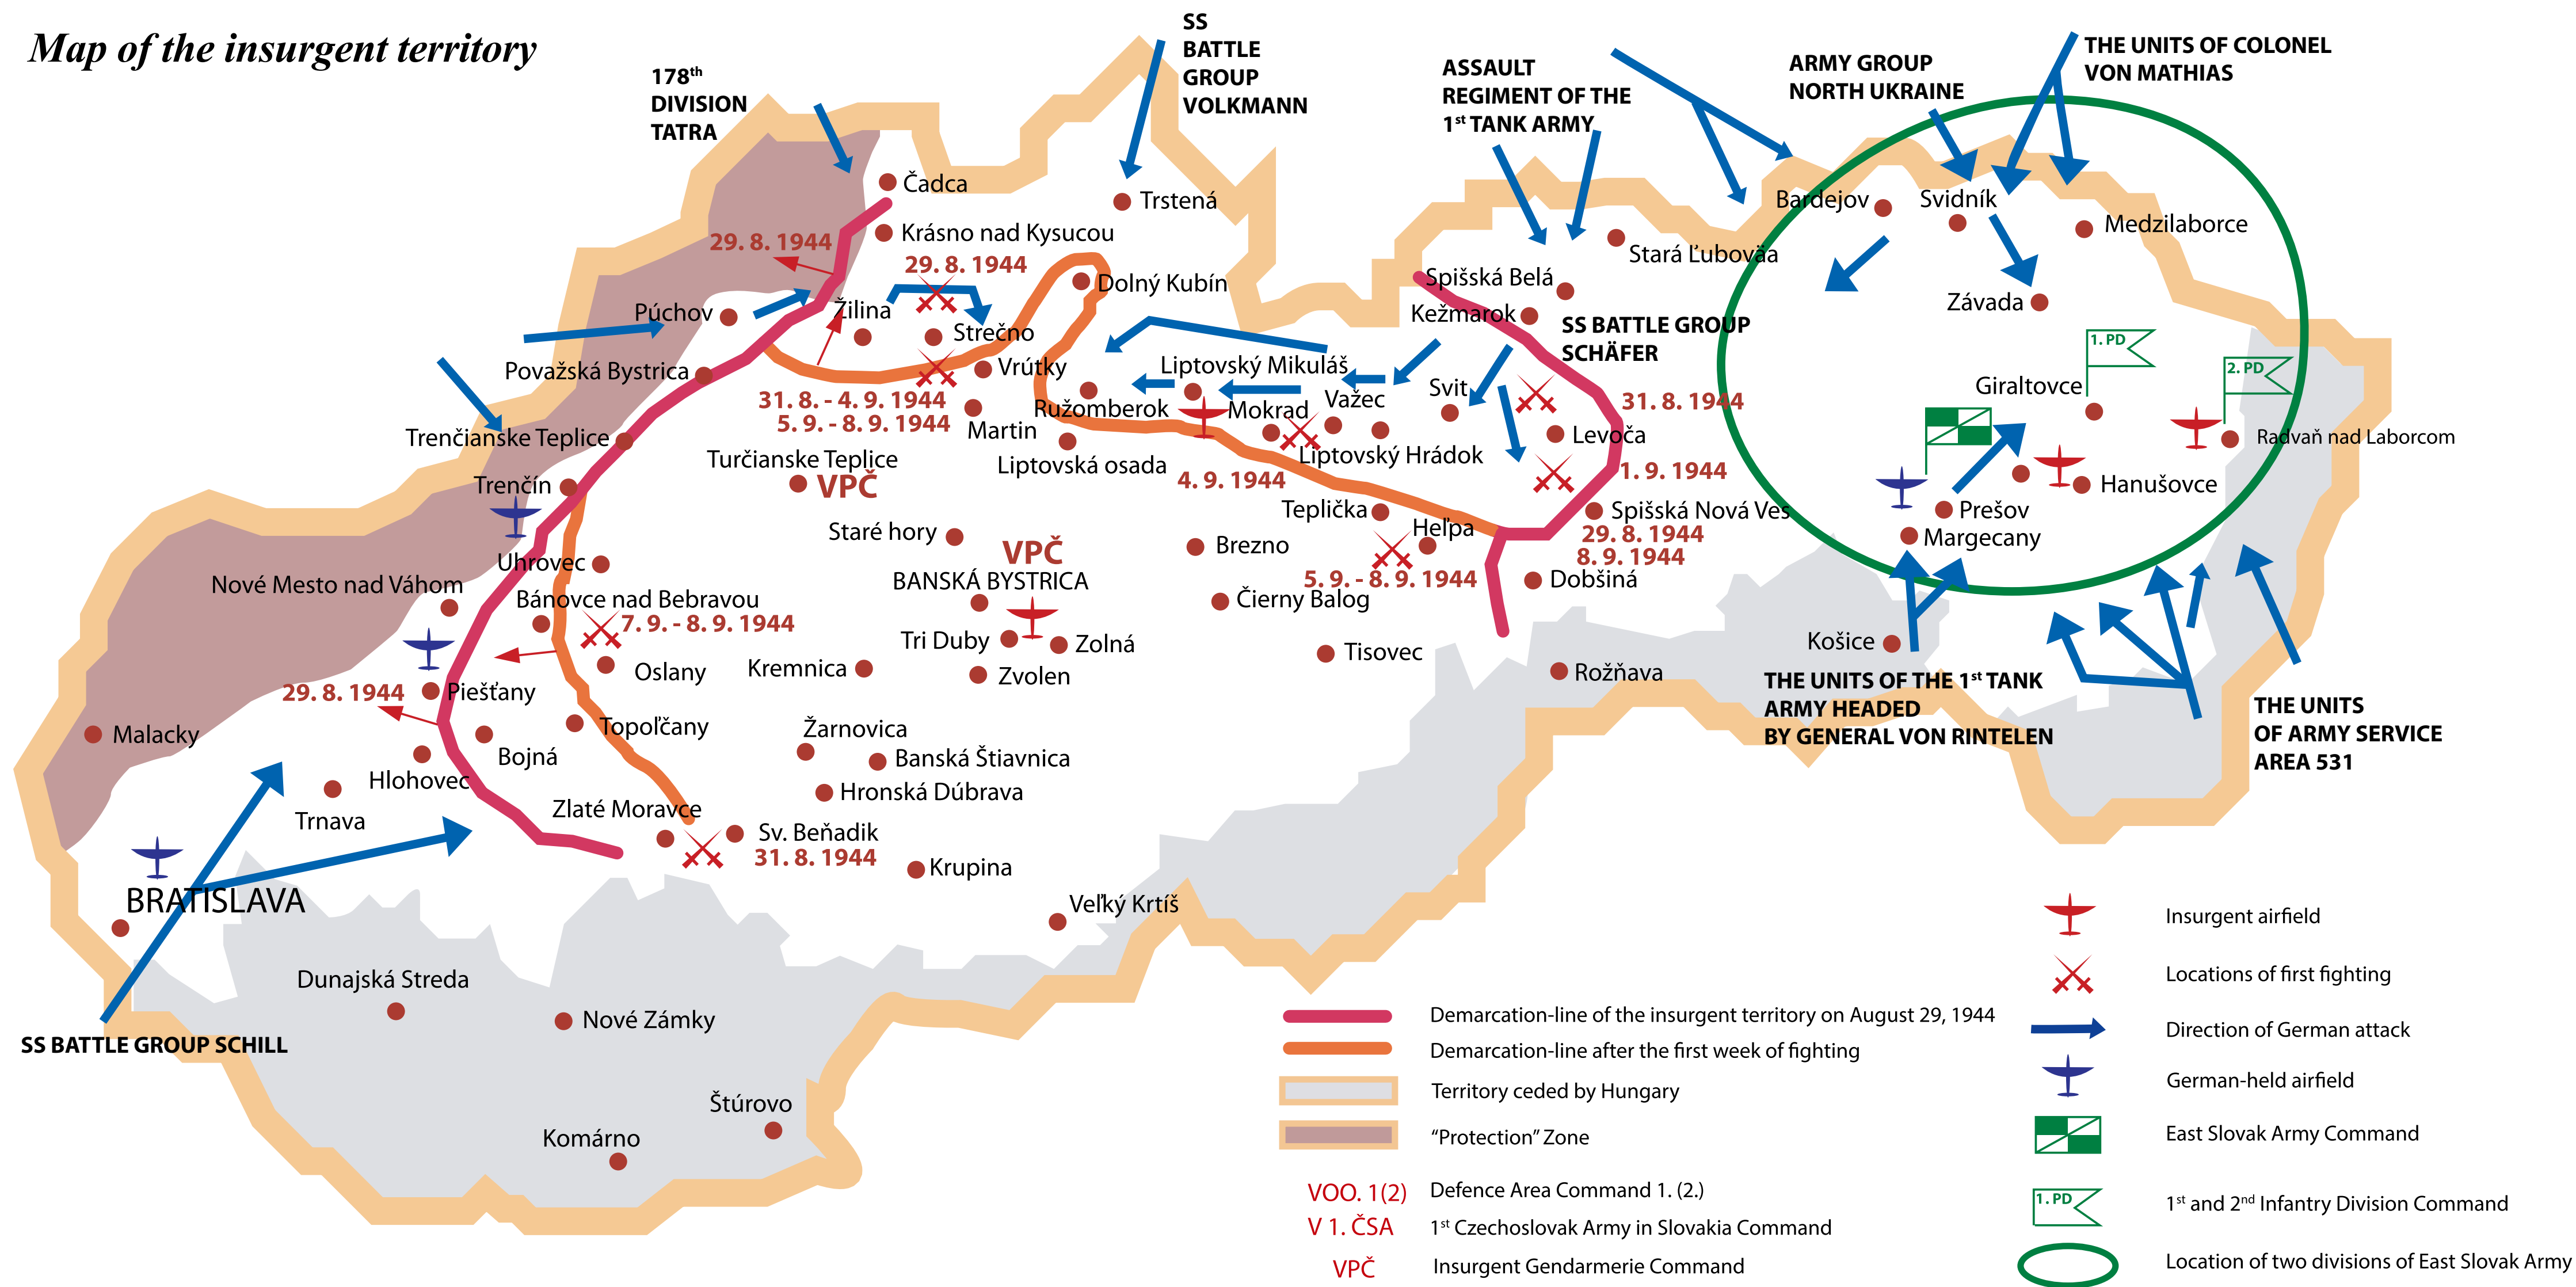 Map of the insurgent territory
178th
DIVISION
TATRA
SS
BATTLE
GROUP
VOLKMANN
ASSAULT
REGIMENT OF THE
1st TANK ARMY
ARMY GROUP
NORTH UKRAINE
THE UNITS OF COLONEL
VON MATHIAS
Čadca
Trstená
Bardejov
Svidník
Medzilaborce
Krásno nad Kysucou
29. 8. 1944
29. 8. 1944
Stará Ľuboväa
Dolný Kubín
Spišská Belá
Púchov
Žilina
Strečno
Kežmarok
Závada
SS BATTLE GROUP
SCHÄFER
1. PD
2. PD
Považská Bystrica
Vrútky
Liptovský Mikuláš
Svit
Giraltovce
31. 8. - 4. 9. 1944
5. 9. - 8. 9. 1944
Ružomberok
Mokrad
Važec
31. 8. 1944
Trenčianske Teplice
Martin
Levoča
Radvaň nad Laborcom
Turčianske Teplice
VPČ
Liptovská osada
Liptovský Hrádok
4. 9. 1944
1. 9. 1944
Trenčín
Hanušovce
Teplička
Spišská Nová Ves
29. 8. 1944
8. 9. 1944
Prešov
Margecany
Staré hory
Heľpa
Brezno
VPČ
BANSKÁ BYSTRICA
Uhrovec
Nové Mesto nad Váhom
5. 9. - 8. 9. 1944
Dobšiná
Bánovce nad Bebravou
7. 9. - 8. 9. 1944
Čierny Balog
Tri Duby
Zolná
Tisovec
Košice
Oslany
Kremnica
Zvolen
Rožňava
29. 8. 1944
Piešťany
THE UNITS OF THE 1st TANK
ARMY HEADED
BY GENERAL VON RINTELEN
THE UNITS
OF ARMY SERVICE
AREA 531
Malacky
Topoľčany
Žarnovica
Bojná
Banská Štiavnica
Hlohovec
Hronská Dúbrava
Trnava
Zlaté Moravce
Sv. Beňadik
31. 8. 1944
Krupina
BRATISLAVA
Veľký Krtíš
Dunajská Streda
Nové Zámky
SS BATTLE GROUP SCHILL
Štúrovo
Komárno
Demarcation-line of the insurgent territory on August 29, 1944
Demarcation-line after the first week of fighting
Territory ceded by Hungary
“Protection” Zone
VOO. 1(2) Defence Area Command 1. (2.)
V 1. ČSA 1st Czechoslovak Army in Slovakia Command
VPČ Insurgent Gendarmerie Command
Insurgent airfield
Locations of first fighting
Direction of German attack
German-held airfield
East Slovak Army Command
1. PD 1st and 2nd Infantry Division Command
Location of two divisions of East Slovak Army